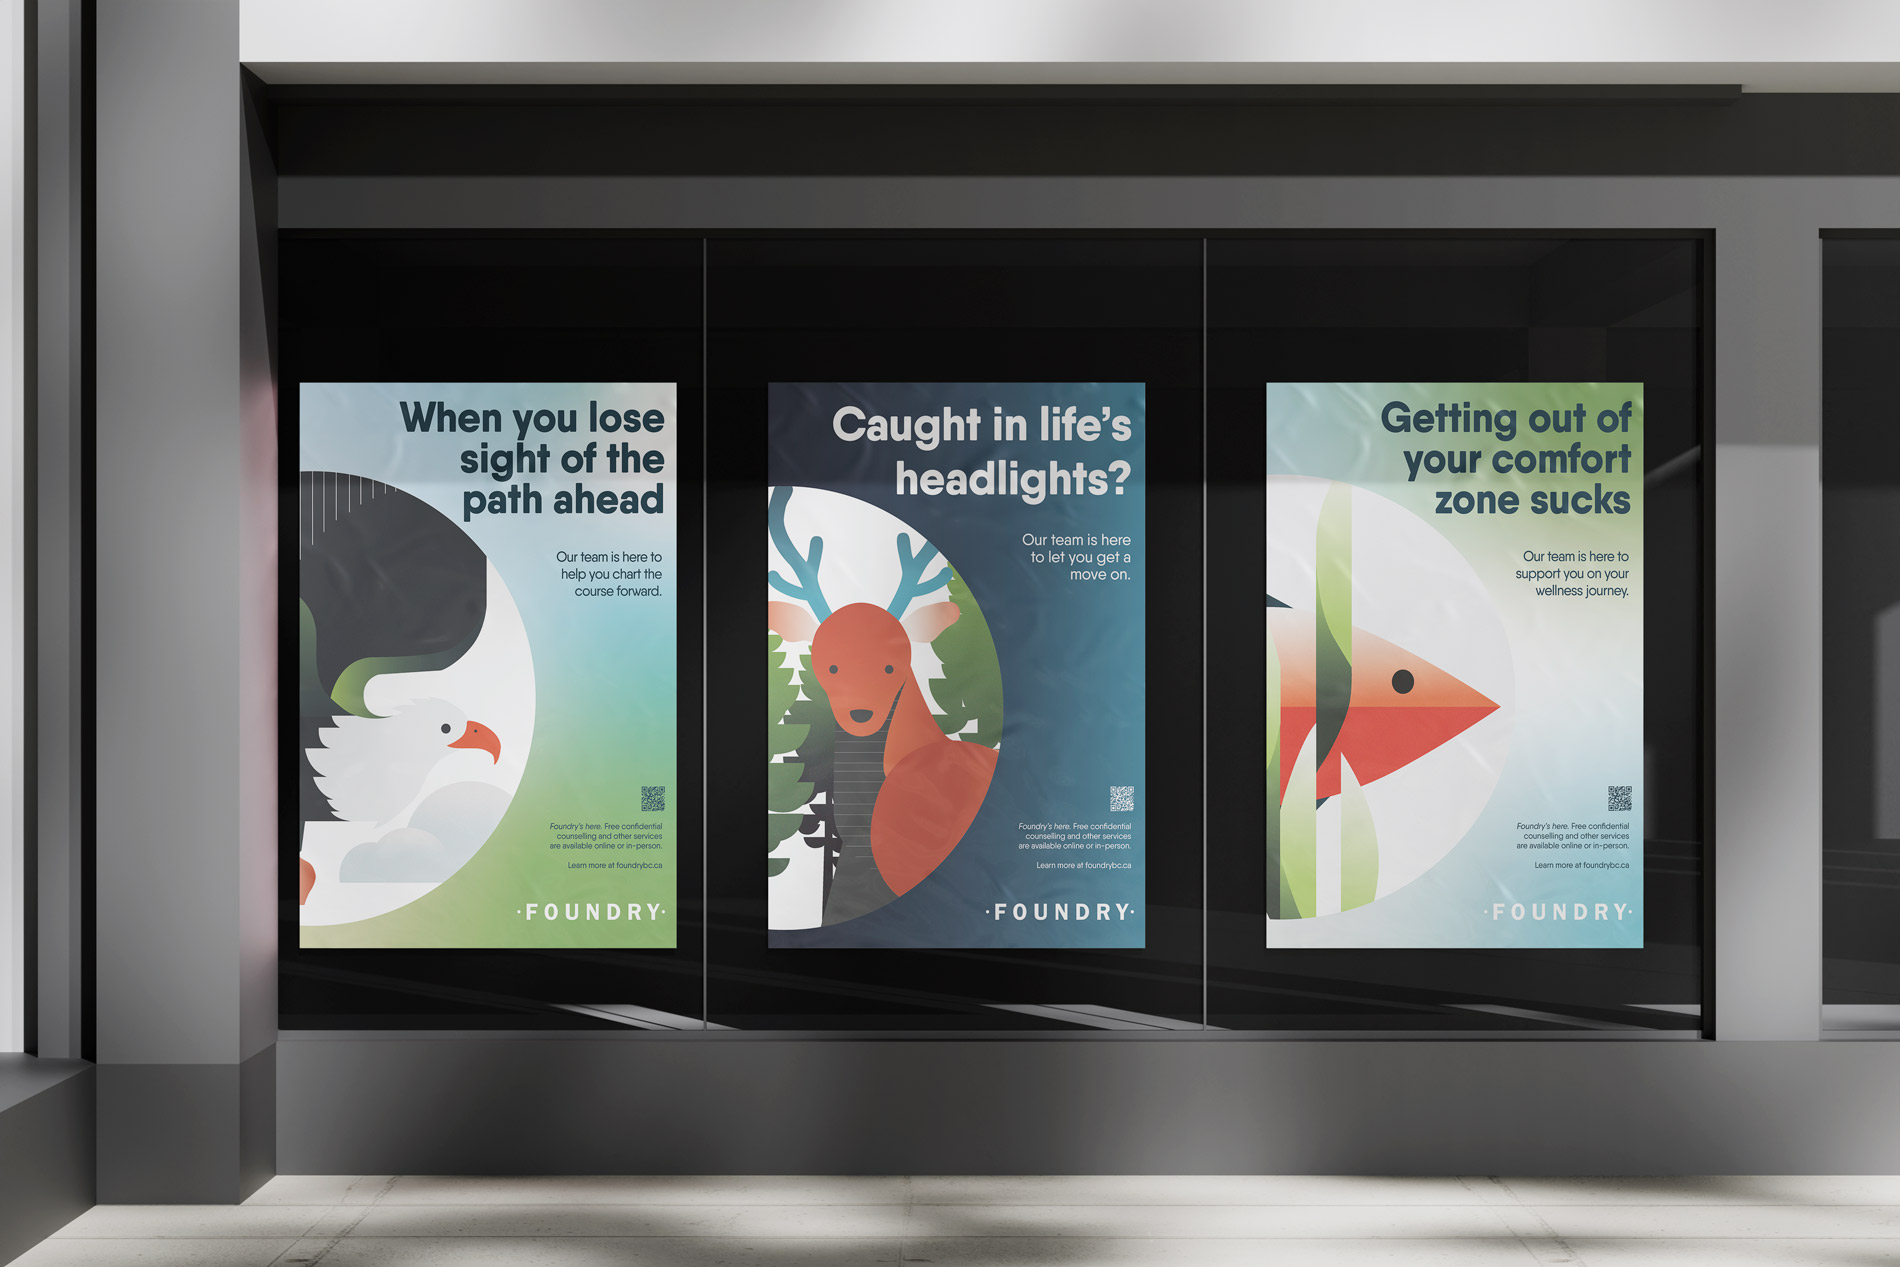 When you lose
sight of the
path ahead
Our team is here to
help you chart the
course forward.
Foundry's here. Free confidential
counselling and other services
are available online or in-person.
Learn more at foundrybc.ca
·FOUNDRY·
Caught in life's
headlights?
Our team is here
to let you get a
move on.
Foundry's here. Free confidential
counselling and other services
are available online or in-person.
Learn more at foundrybc.ca
·FOUNDRY·
Getting out of
your comfort
zone sucks
Our team is here to
support you on your
wellness journey.
Foundry's here. Free confidential
counselling and other services
are available online or in-person.
Learn more at foundrybc.ca
·FOUNDRY·